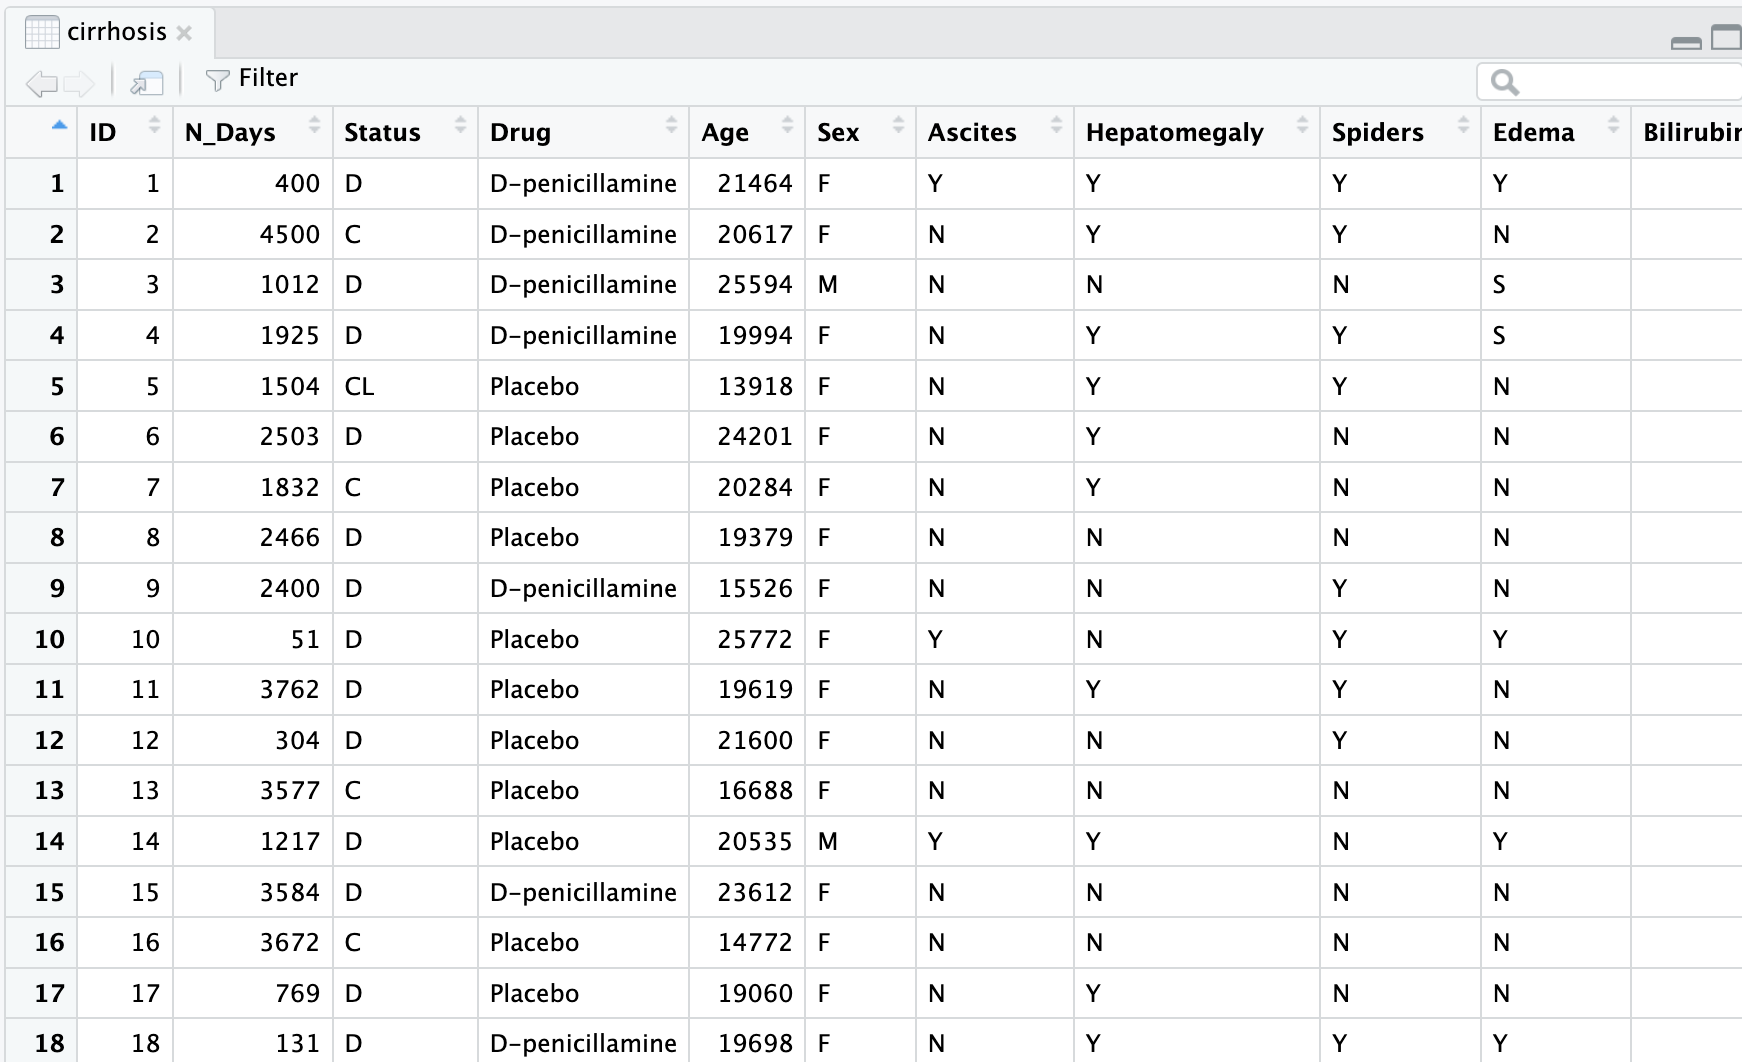 cirrhosis
Filter
ID N_Days Status Drug Age Sex Ascites Hepatomegaly Spiders Edema
1 1 400 D D-penicillamine 21464 F Y Y Y Y
2 2 4500 C D-penicillamine 20617 F N Y Y N
3 3 1012 D D-penicillamine 25594 M N N N S
4 4 1925 D D-penicillamine 19994 F N Y Y S
5 5 1504 CL Placebo 13918 F N Y Y N
6 6 2503 D Placebo 24201 F N Y N N
7 7 1832 C Placebo 20284 F N Y N N
8 8 2466 D Placebo 19379 F N N N N
9 9 2400 D D-penicillamine 15526 F N N Y N
10 10 51 D Placebo 25772 F Y N Y Y
11 11 3762 D Placebo 19619 F N Y Y N
12 12 304 D Placebo 21600 F N N Y N
13 13 3577 C Placebo 16688 F N N N N
14 14 1217 D Placebo 20535 M Y Y N Y
15 15 3584 D D-penicillamine 23612 F N N N N
16 16 3672 C Placebo 14772 F N N N N
17 17 769 D Placebo 19060 F N Y N N
18 18 131 D D-penicillamine 19698 F N Y Y Y